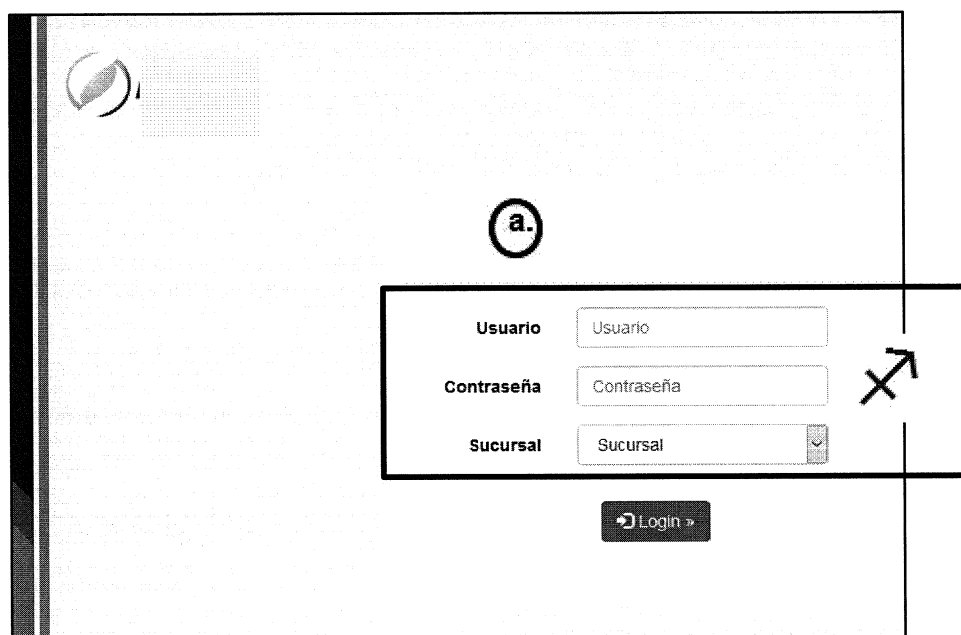 a.
Usuario Usuario
Contraseña Contraseña
Sucursal Sucursal
Login »